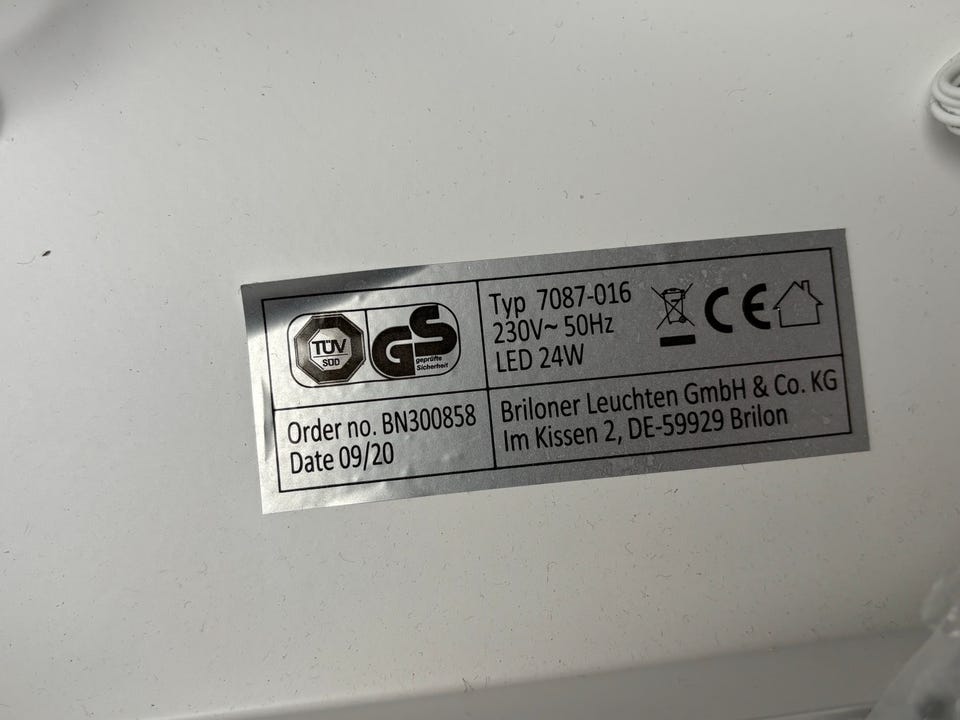 TÜV
SÜD
GS
geprüfte
Sicherheit
Typ 7087-016
230V~ 50Hz
LED 24W
CE
Order no. BN300858
Date 09/20
Briloner Leuchten GmbH & Co. KG
Im Kissen 2, DE-59929 Brilon